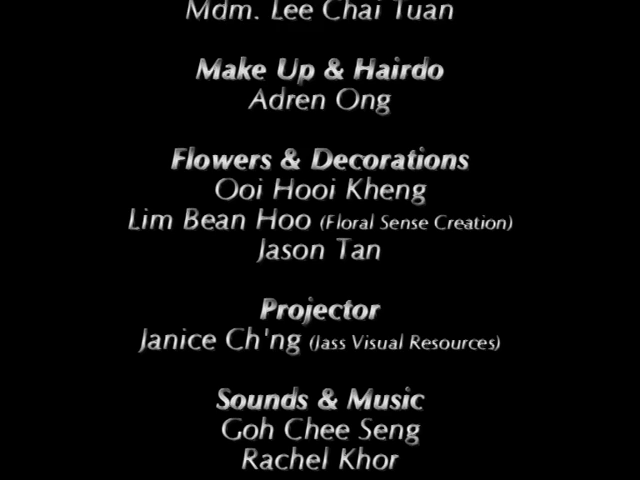 Mdm. Lee Chai Tuan
Make Up & Hairdo
Adren Ong
Flowers & Decorations
Ooi Hooi Kheng
Lim Bean Hoo (Floral Sense Creation)
Jason Tan
Projector
Janice Ch'ng (Jass Visual Resources)
Sounds & Music
Goh Chee Seng
Rachel Khor